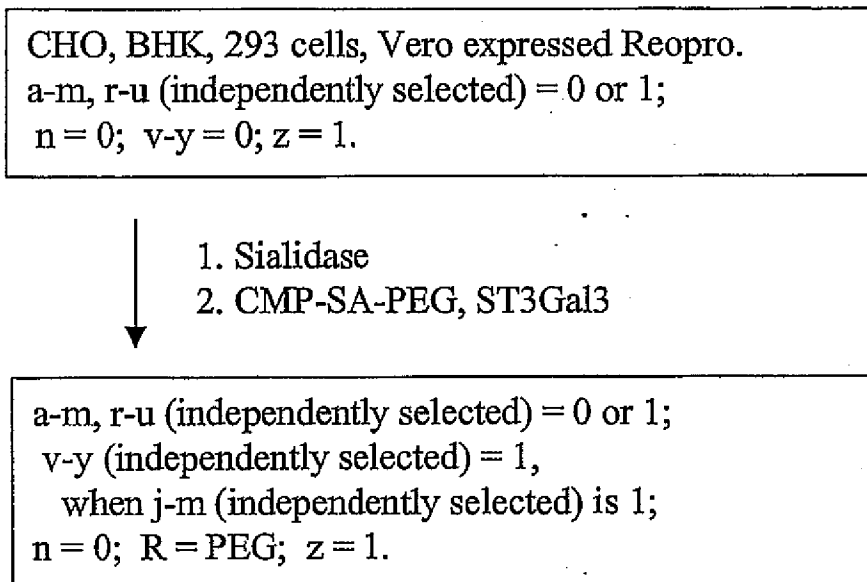 CHO, BHK, 293 cells, Vero expressed Reopro.
a-m, r-u (independently selected) = 0 or 1;
n = 0; v-y = 0; z = 1.
1. Sialidase
2. CMP-SA-PEG, ST3Gal3
a-m, r-u (independently selected) = 0 or 1;
v-y (independently selected) = 1,
when j-m (independently selected) is 1;
n = 0; R = PEG; z = 1.